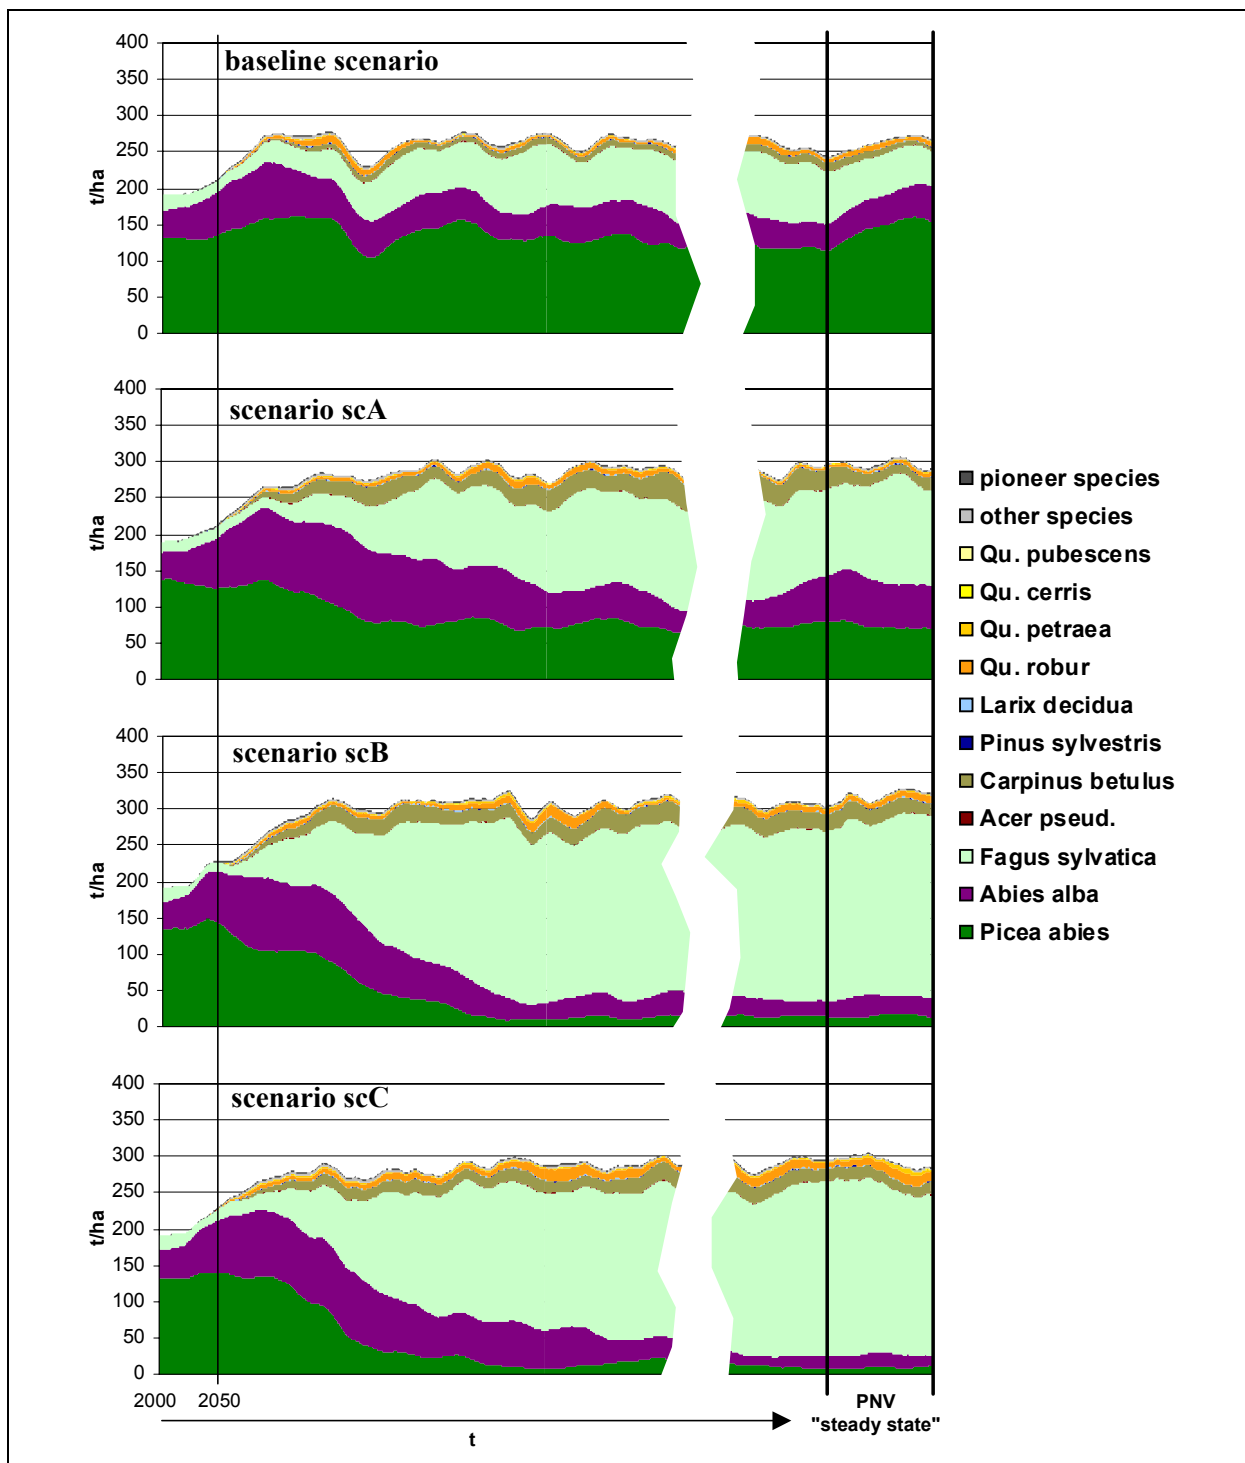 400
baseline scenario
350
300
250
200
150
100
50
0
t/ha
400
scenario scA
350
300
250
200
150
100
50
0
t/ha
400
scenario scB
350
300
250
200
150
100
50
0
t/ha
400
scenario scC
350
300
250
200
150
100
50
0
t/ha
2000 2050
t
PNV
"steady state"
pioneer species
other species
Qu. pubescens
Qu. cerris
Qu. petraea
Qu. robur
Larix decidua
Pinus sylvestris
Carpinus betulus
Acer pseud.
Fagus sylvatica
Abies alba
Picea abies